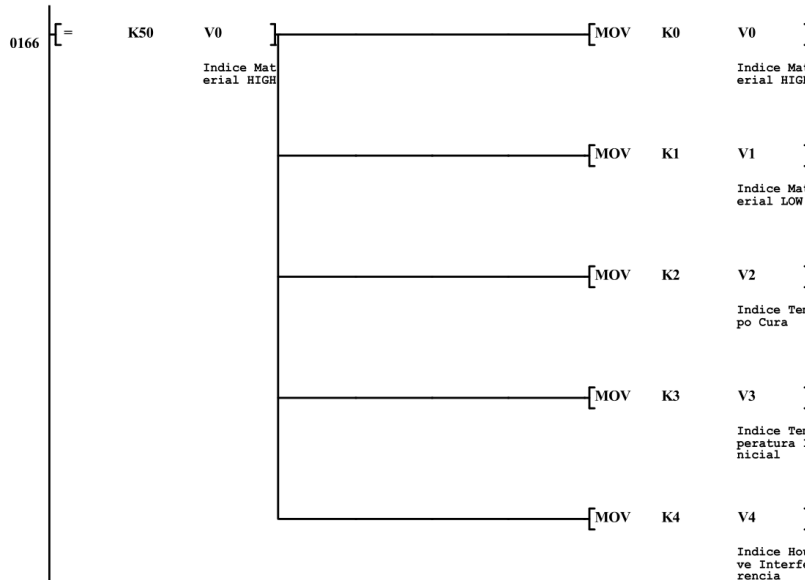 0166
= K50 V0
Indice Mat
erial HIGH
MOV K0 V0
Indice Mat
erial HIGH
MOV K1 V1
Indice Mat
erial LOW
MOV K2 V2
Indice Tem
po Cura
MOV K3 V3
Indice Tem
peratura I
nicial
MOV K4 V4
Indice Hou
ve Interfe
rencia